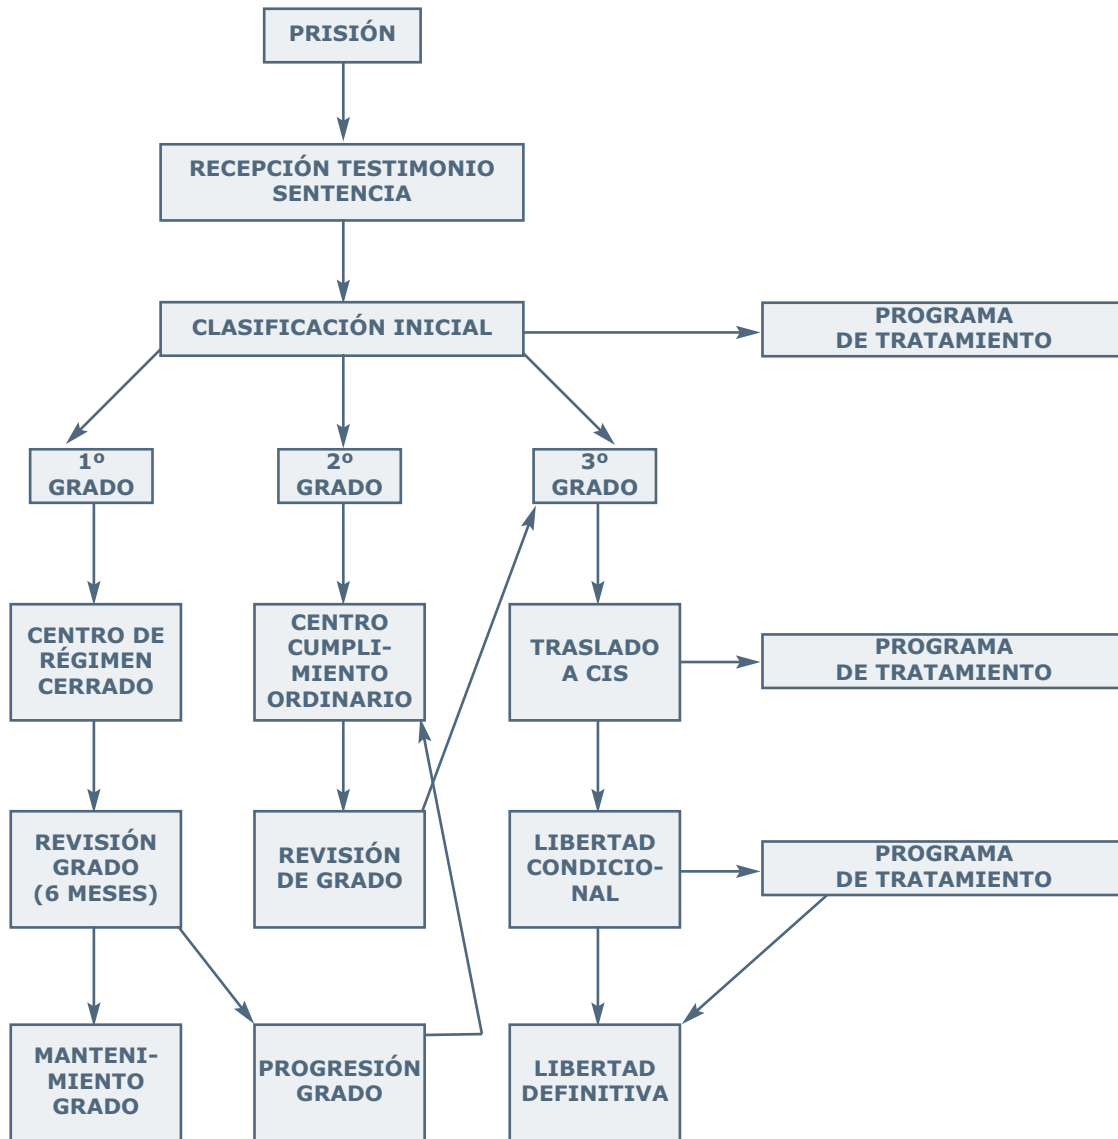 PRISIÓN
RECEPCIÓN TESTIMONIO
SENTENCIA
CLASIFICACIÓN INICIAL
PROGRAMA
DE TRATAMIENTO
1º
GRADO
2º
GRADO
3º
GRADO
CENTRO DE
RÉGIMEN
CERRADO
CENTRO
CUMPLI-
MIENTO
ORDINARIO
TRASLADO
A CIS
PROGRAMA
DE TRATAMIENTO
REVISIÓN
GRADO
(6 MESES)
REVISIÓN
DE GRADO
LIBERTAD
CONDICIO-
NAL
PROGRAMA
DE TRATAMIENTO
MANTENI-
MIENTO
GRADO
PROGRESIÓN
GRADO
LIBERTAD
DEFINITIVA